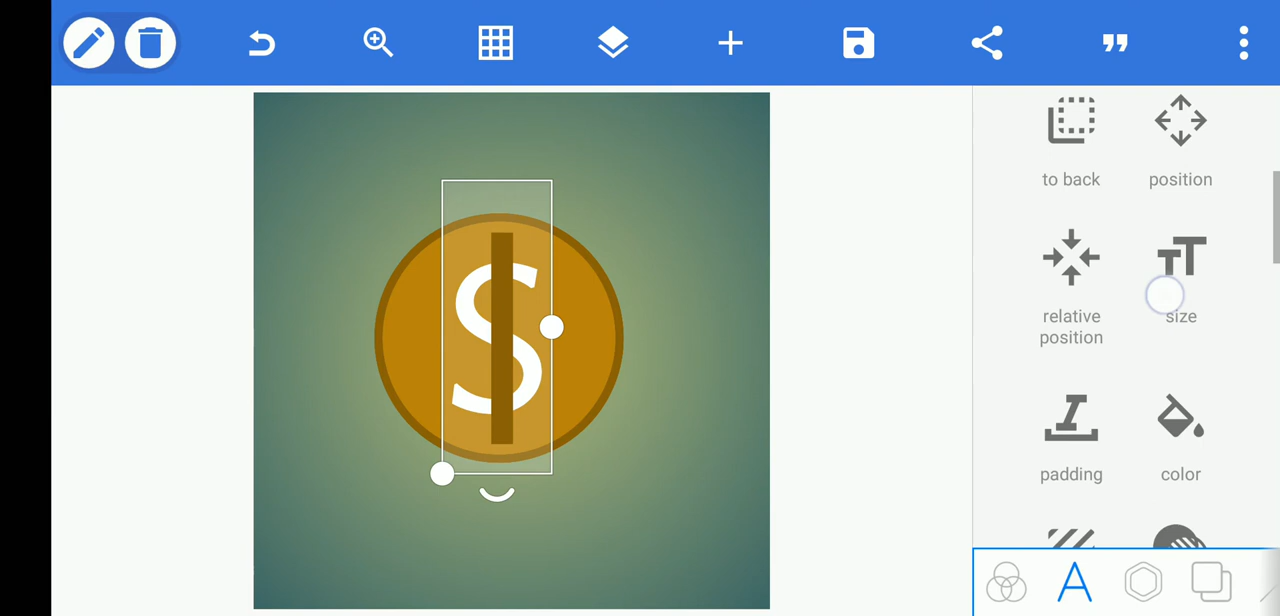 to back
position
relative
position
size
padding
color
S